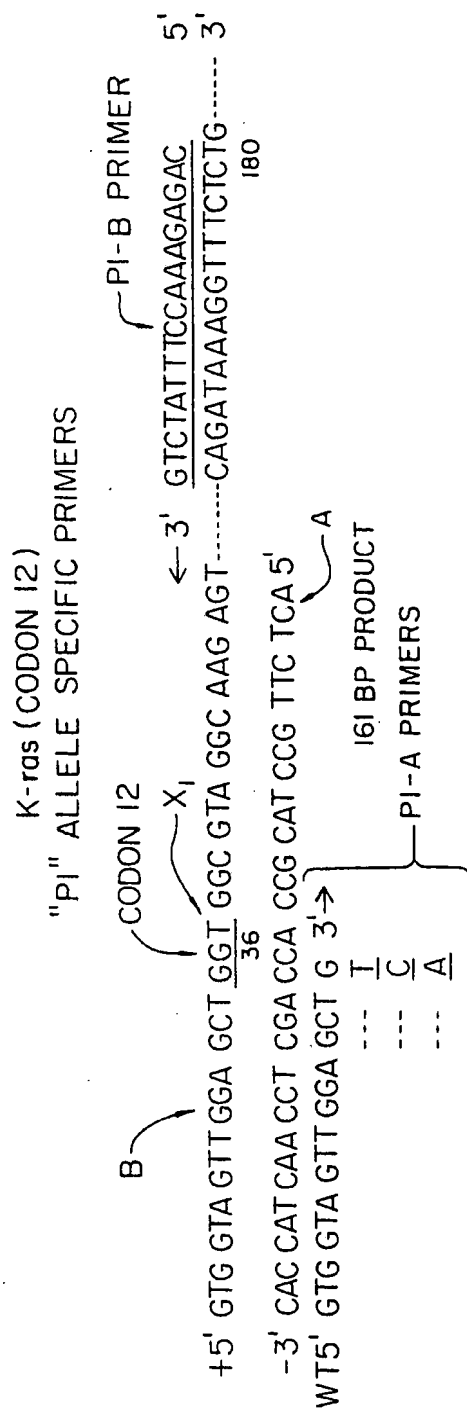 K-ras (CODON 12)
"PI" ALLELE SPECIFIC PRIMERS
PI-B PRIMER
CODON 12
B
X1
← 3' GTCTATTTCCAAAGAGAC 5'
+5' GTG GTA GTT GGA GCT GGT GGC GTA GGC AAG AGT-------CAGATAAAGGTTTCTCTG------ 3'
36
180
-3' CAC CAT CAA CCT CGA CCA CCG CAT CCG TTC TCA 5'
A
WT5' GTG GTA GTT GGA GCT G 3'→
--- T
--- C
--- A
161 BP PRODUCT
PI-A PRIMERS